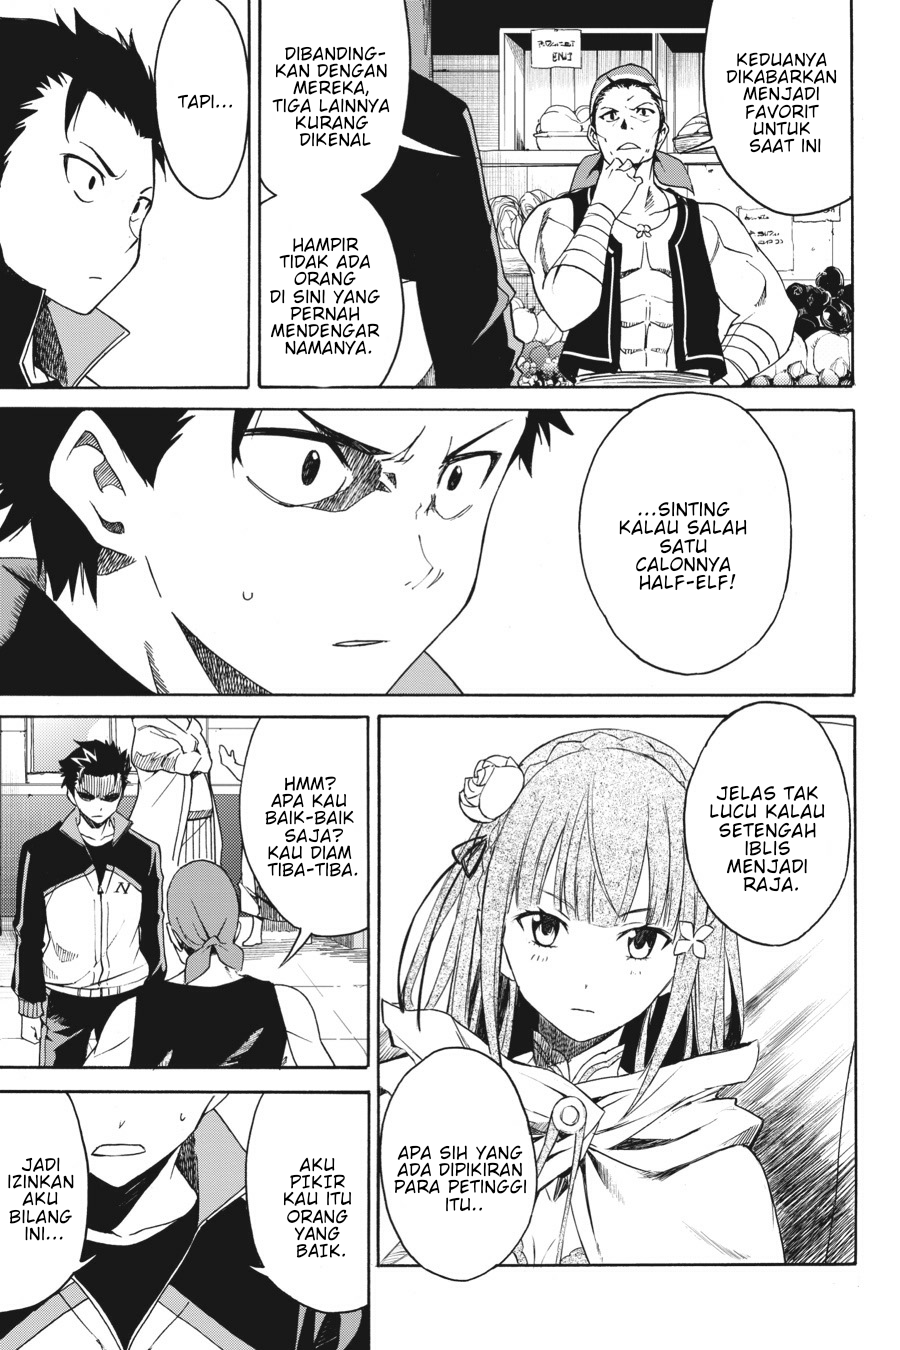 KEDUANYA
DIKABARKAN
MENJADI
FAVORIT
UNTUK
SAAT INI
DIBANDING-
KAN DENGAN
MEREKA,
TIGA LAINNYA
KURANG
DIKENAL
HAMPIR
TIDAK ADA
ORANG
DI SINI YANG
PERNAH
MENDENGAR
NAMANYA.
TAPI...
...SINTING
KALAU SALAH
SATU
CALONNYA
HALF-ELF!
JELAS TAK
LUCU KALAU
SETENGAH
IBLIS
MENJADI
RAJA.
APA SIH YANG
ADA DIPIKIRAN
PARA PETINGGI
ITU..
HMM?
APA KAU
BAIK-BAIK
SAJA?
KAU DIAM
TIBA-TIBA.
N
AKU
PIKIR
KAU ITU
ORANG
YANG
BAIK.
JADI
IZINKAN
AKU
BILANG
INI...